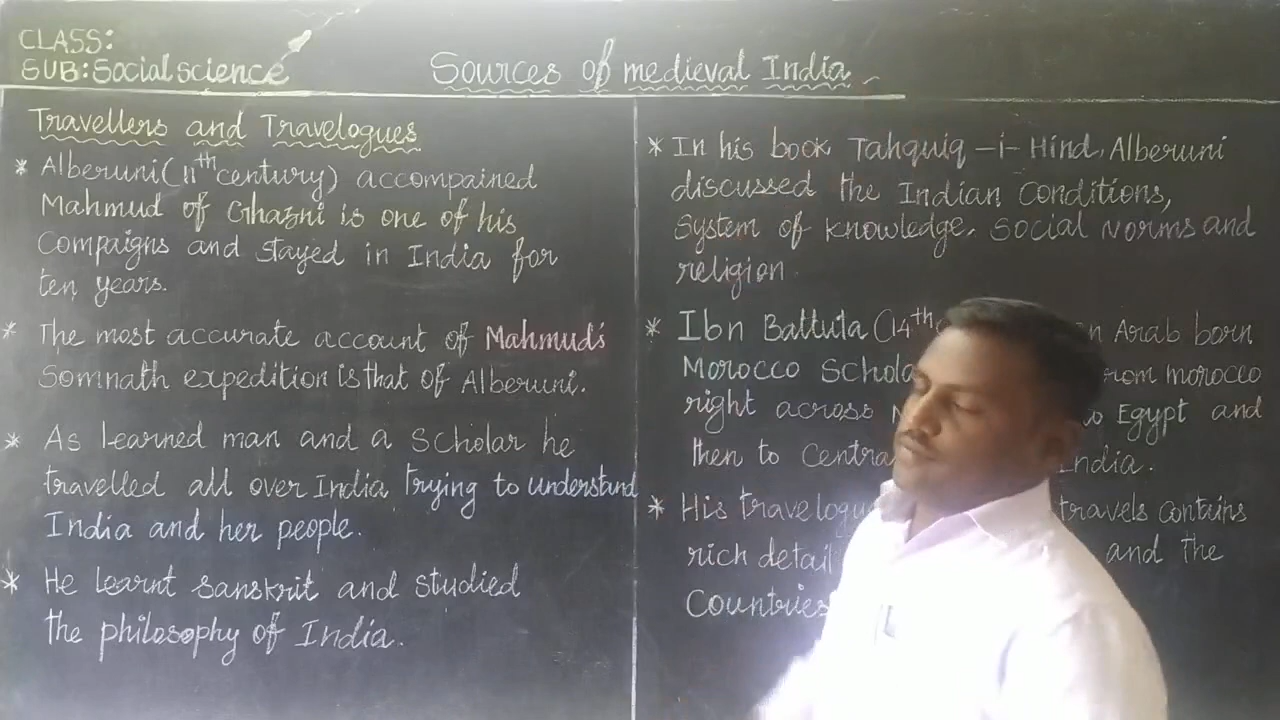 CLASS:
SUB: Social science
Sources of medieval India
Travellers and Travelogues
* Alberuni (11th century) accompained
Mahmud of Ghazni is one of his
Compaigns and stayed in India for
ten years.
* The most accurate account of Mahmud's
Somnath expedition is that of Alberuni.
* As learned man and a Scholar he
travelled all over India Trying to understand
India and her people.
* He learnt sanskrit and studied
the philosophy of India.
* In his book Tahquiq-i-Hind, Alberuni
discussed the Indian Conditions,
System of knowledge, Social Norms and
religion.
* Ibn Battuta (14th Arab born
Morocco morocco
right across Egypt and
then to India.
* His travels contains
rich detail and the
Countries